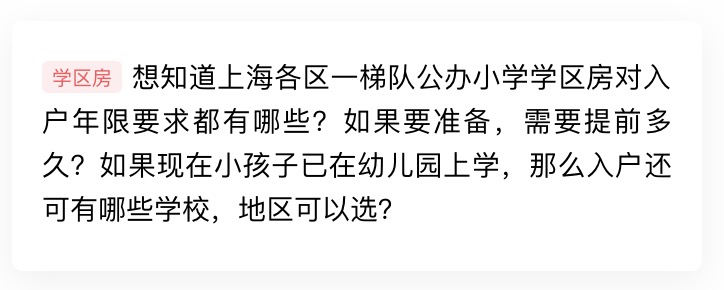 学区房 想知道上海各区一梯队公办小学学区房对入
户年限要求都有哪些？如果要准备，需要提前多
久？如果现在小孩子已在幼儿园上学，那么入户还
可有哪些学校，地区可以选？